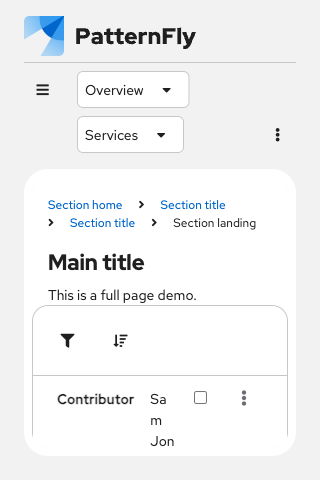 PatternFly
Overview
Services
Section home Section title
Section title Section landing
Main title
This is a full page demo.
Contributor Sa
m
Jon